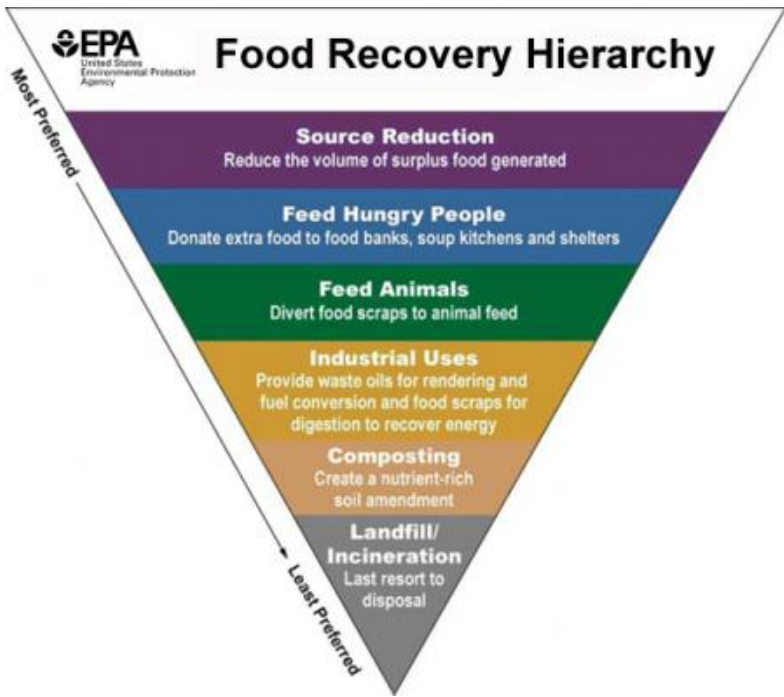 EPA
United States
Environmental Protection
Agency
Food Recovery Hierarchy
Most Preferred
Source Reduction
Reduce the volume of surplus food generated
Feed Hungry People
Donate extra food to food banks, soup kitchens and shelters
Feed Animals
Divert food scraps to animal feed
Industrial Uses
Provide waste oils for rendering and
fuel conversion and food scraps for
digestion to recover energy
Composting
Create a nutrient-rich
soil amendment
Landfill/
Incineration
Last resort to
disposal
Least Preferred